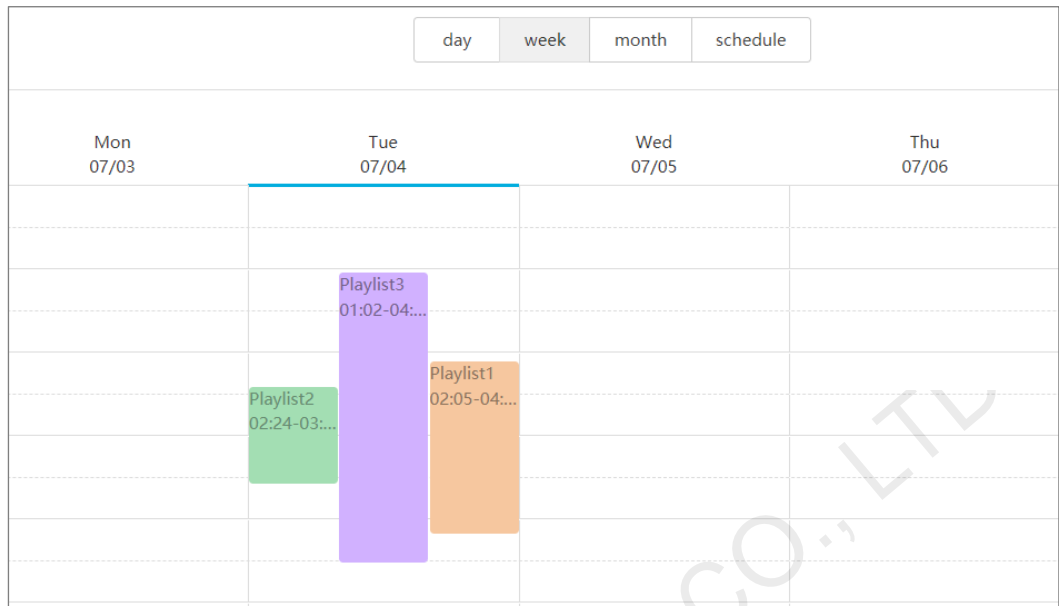 day week month schedule
Mon Tue Wed Thu
07/03 07/04 07/05 07/06
Playlist3
01:02-04:...
Playlist1
02:05-04:...
Playlist2
02:24-03:...
CO., LTD